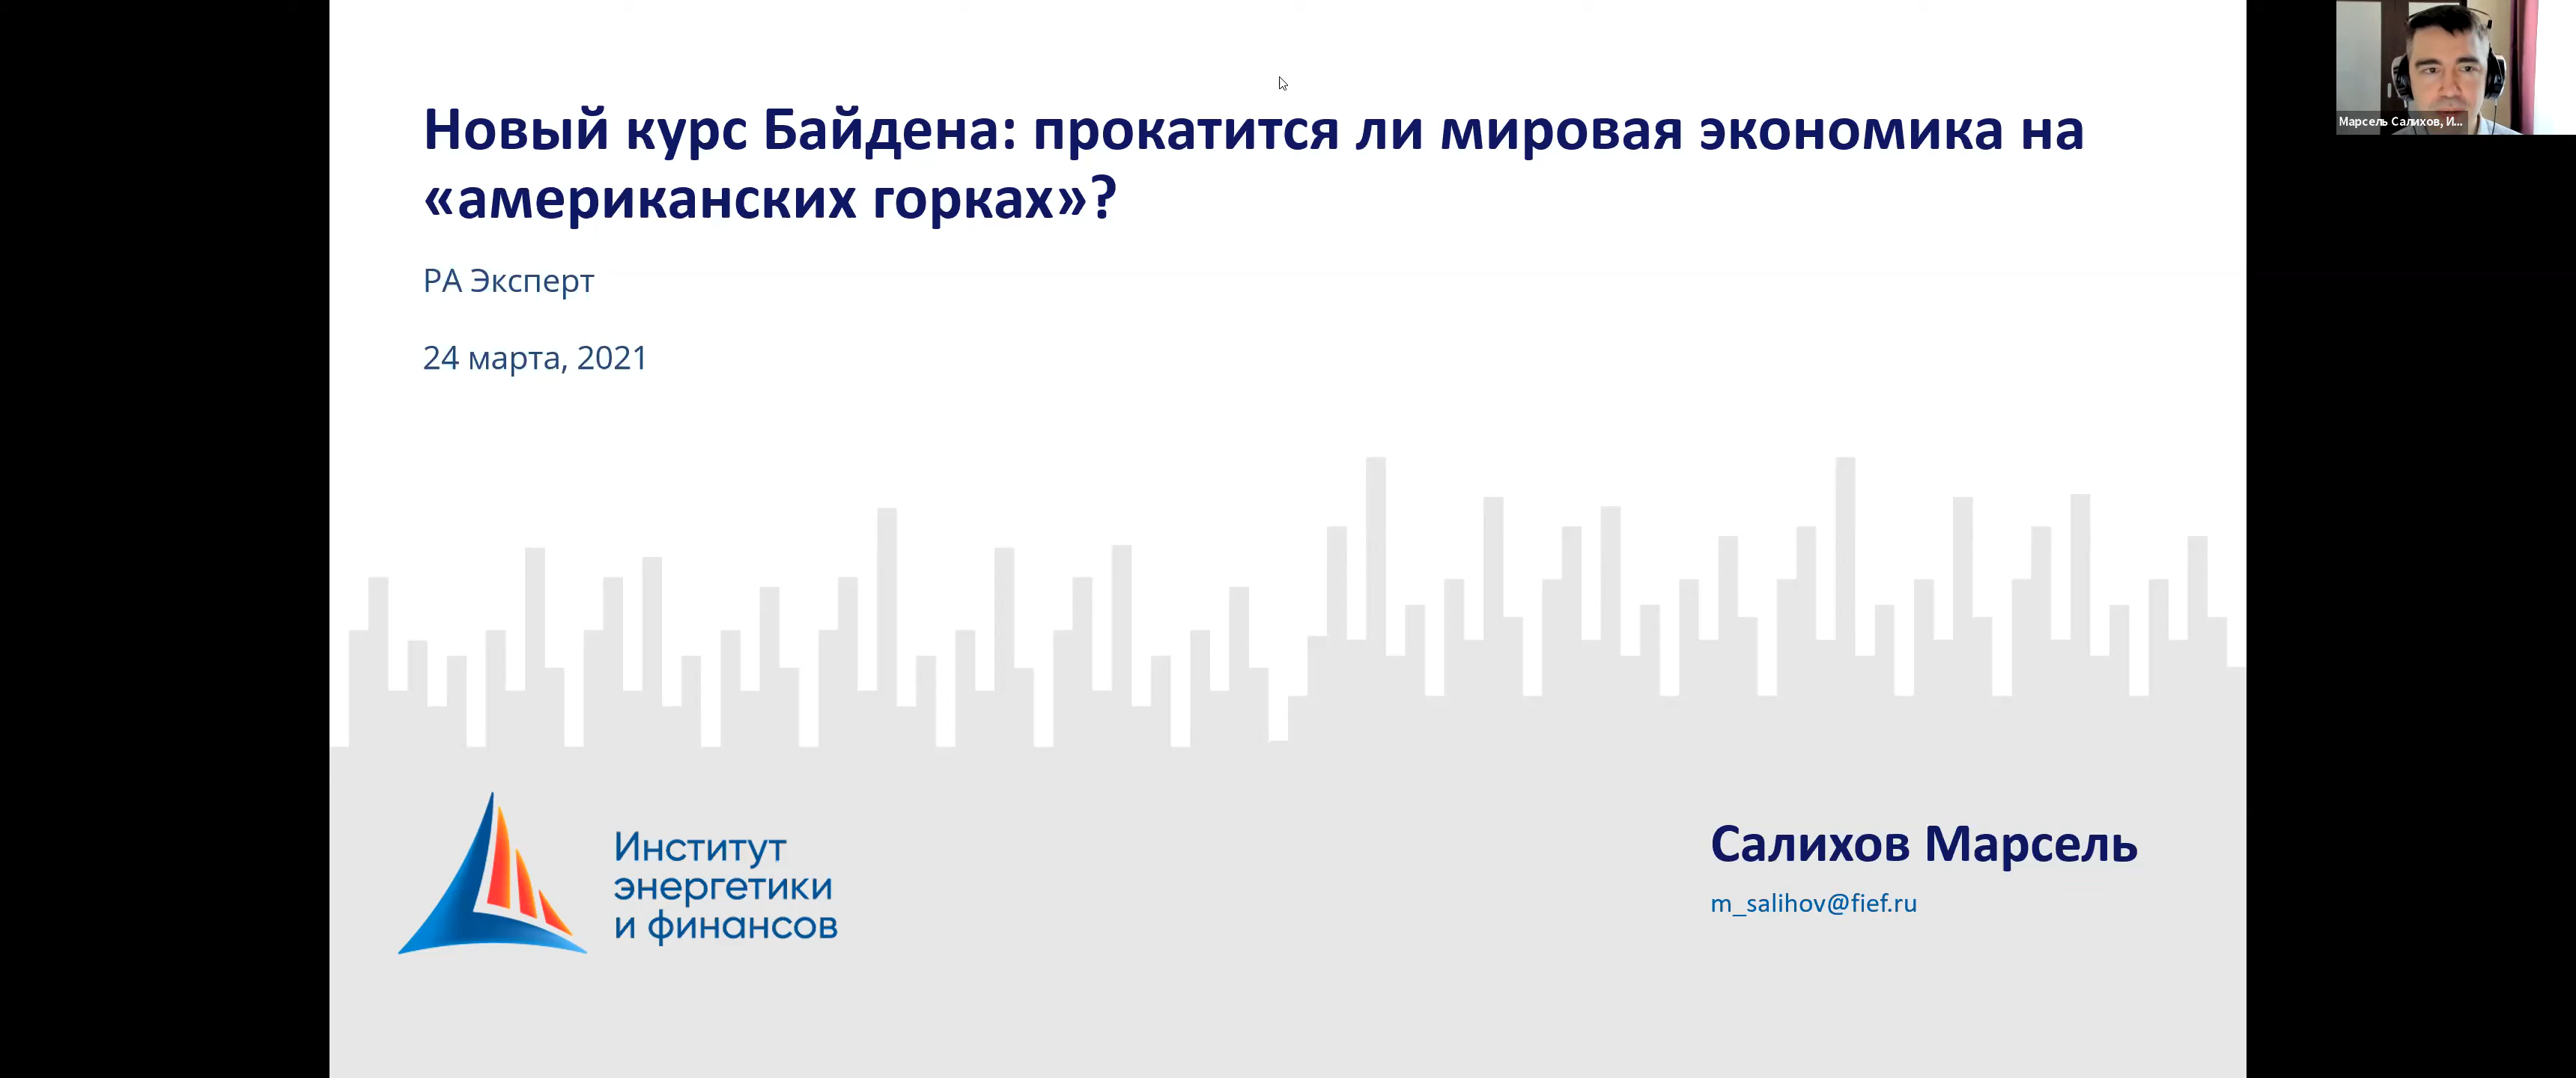 Новый курс Байдена: прокатится ли мировая экономика на
«американских горках»?
РА Эксперт
24 марта, 2021
Марсель Салихов, И...
Институт
энергетики
и финансов
Салихов Марсель
m_salihov@fief.ru